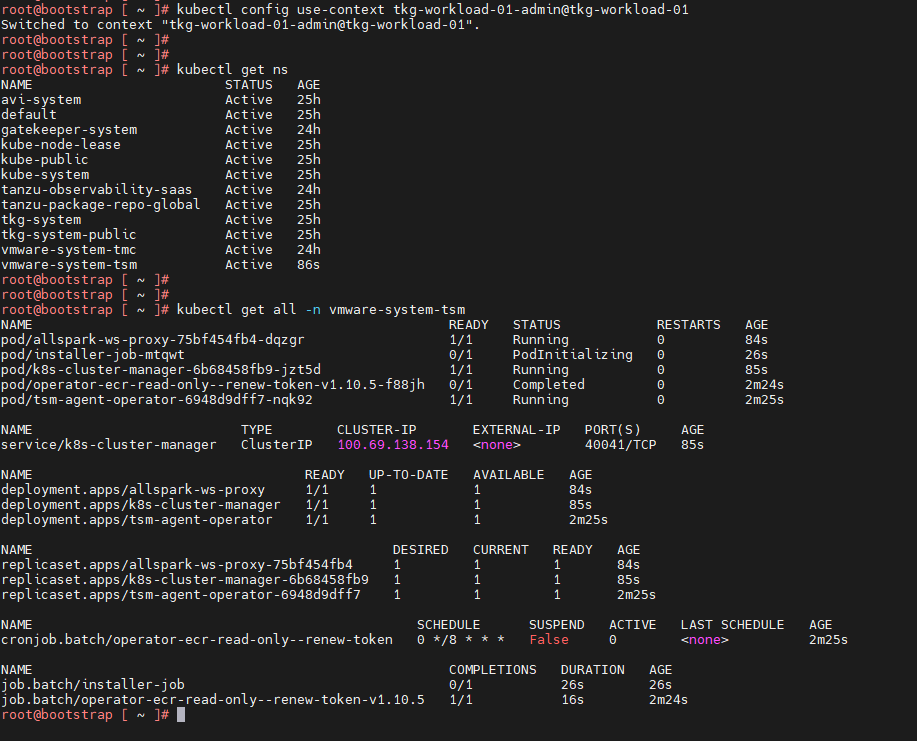 root@bootstrap [ ~ ]# kubectl config use-context tkg-workload-01-admin@tkg-workload-01
Switched to context "tkg-workload-01-admin@tkg-workload-01".
root@bootstrap [ ~ ]#
root@bootstrap [ ~ ]#
root@bootstrap [ ~ ]# kubectl get ns
NAME STATUS AGE
avi-system Active 25h
default Active 25h
gatekeeper-system Active 24h
kube-node-lease Active 25h
kube-public Active 25h
kube-system Active 25h
tanzu-observability-saas Active 24h
tanzu-package-repo-global Active 25h
tkg-system Active 25h
tkg-system-public Active 25h
vmware-system-tmc Active 24h
vmware-system-tsm Active 86s
root@bootstrap [ ~ ]#
root@bootstrap [ ~ ]#
root@bootstrap [ ~ ]# kubectl get all -n vmware-system-tsm
NAME READY STATUS RESTARTS AGE
pod/allspark-ws-proxy-75bf454fb4-dqzgr 1/1 Running 0 84s
pod/installer-job-mtqwt 0/1 PodInitializing 0 26s
pod/k8s-cluster-manager-6b68458fb9-jzt5d 1/1 Running 0 85s
pod/operator-ecr-read-only--renew-token-v1.10.5-f88jh 0/1 Completed 0 2m24s
pod/tsm-agent-operator-6948d9dff7-nqk92 1/1 Running 0 2m25s
NAME TYPE CLUSTER-IP EXTERNAL-IP PORT(S) AGE
service/k8s-cluster-manager ClusterIP 100.69.138.154 <none> 40041/TCP 85s
NAME READY UP-TO-DATE AVAILABLE AGE
deployment.apps/allspark-ws-proxy 1/1 1 1 84s
deployment.apps/k8s-cluster-manager 1/1 1 1 85s
deployment.apps/tsm-agent-operator 1/1 1 1 2m25s
NAME DESIRED CURRENT READY AGE
replicaset.apps/allspark-ws-proxy-75bf454fb4 1 1 1 84s
replicaset.apps/k8s-cluster-manager-6b68458fb9 1 1 1 85s
replicaset.apps/tsm-agent-operator-6948d9dff7 1 1 1 2m25s
NAME SCHEDULE SUSPEND ACTIVE LAST SCHEDULE AGE
cronjob.batch/operator-ecr-read-only--renew-token 0 */8 * * * False 0 <none> 2m25s
NAME COMPLETIONS DURATION AGE
job.batch/installer-job 0/1 26s 26s
job.batch/operator-ecr-read-only--renew-token-v1.10.5 1/1 16s 2m24s
root@bootstrap [ ~ ]#